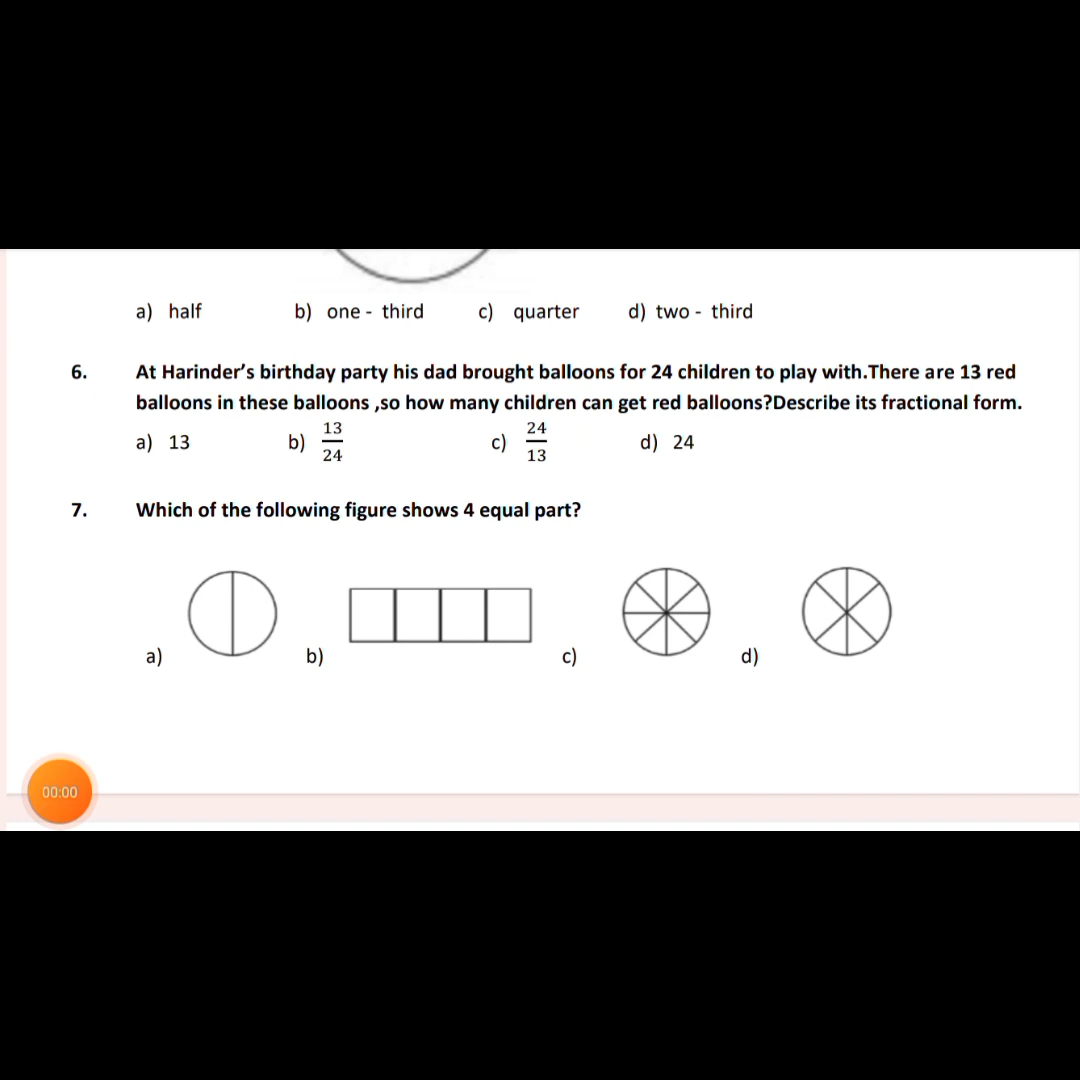 a) half b) one - third c) quarter d) two - third
6. At Harinder’s birthday party his dad brought balloons for 24 children to play with.There are 13 red
balloons in these balloons ,so how many children can get red balloons?Describe its fractional form.
a) 13 b) 13/24 c) 24/13 d) 24
7. Which of the following figure shows 4 equal part?
a) b) c) d)
00:00